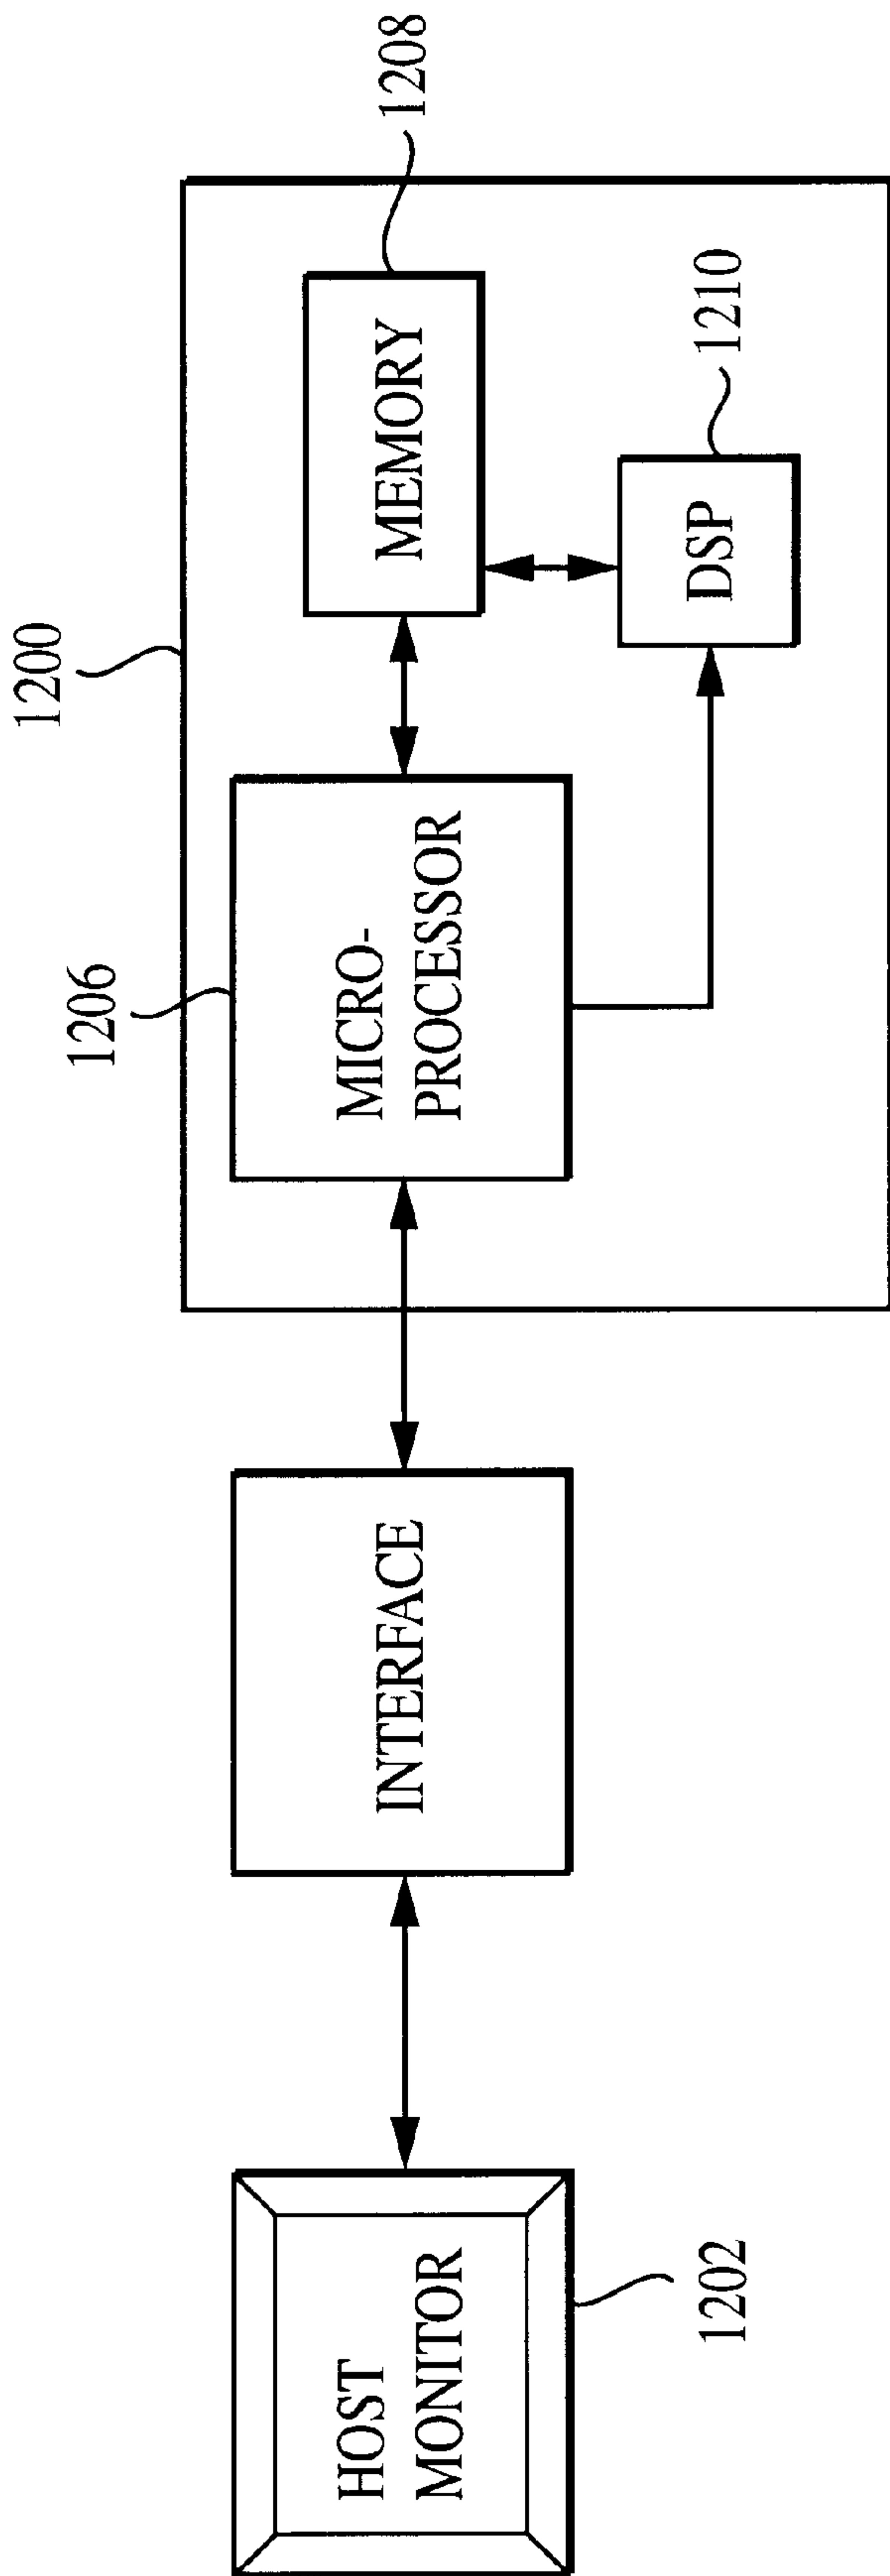 1200
1206
1208
HOST
MONITOR
INTERFACE
MICRO-
PROCESSOR
MEMORY
DSP
1202
1210